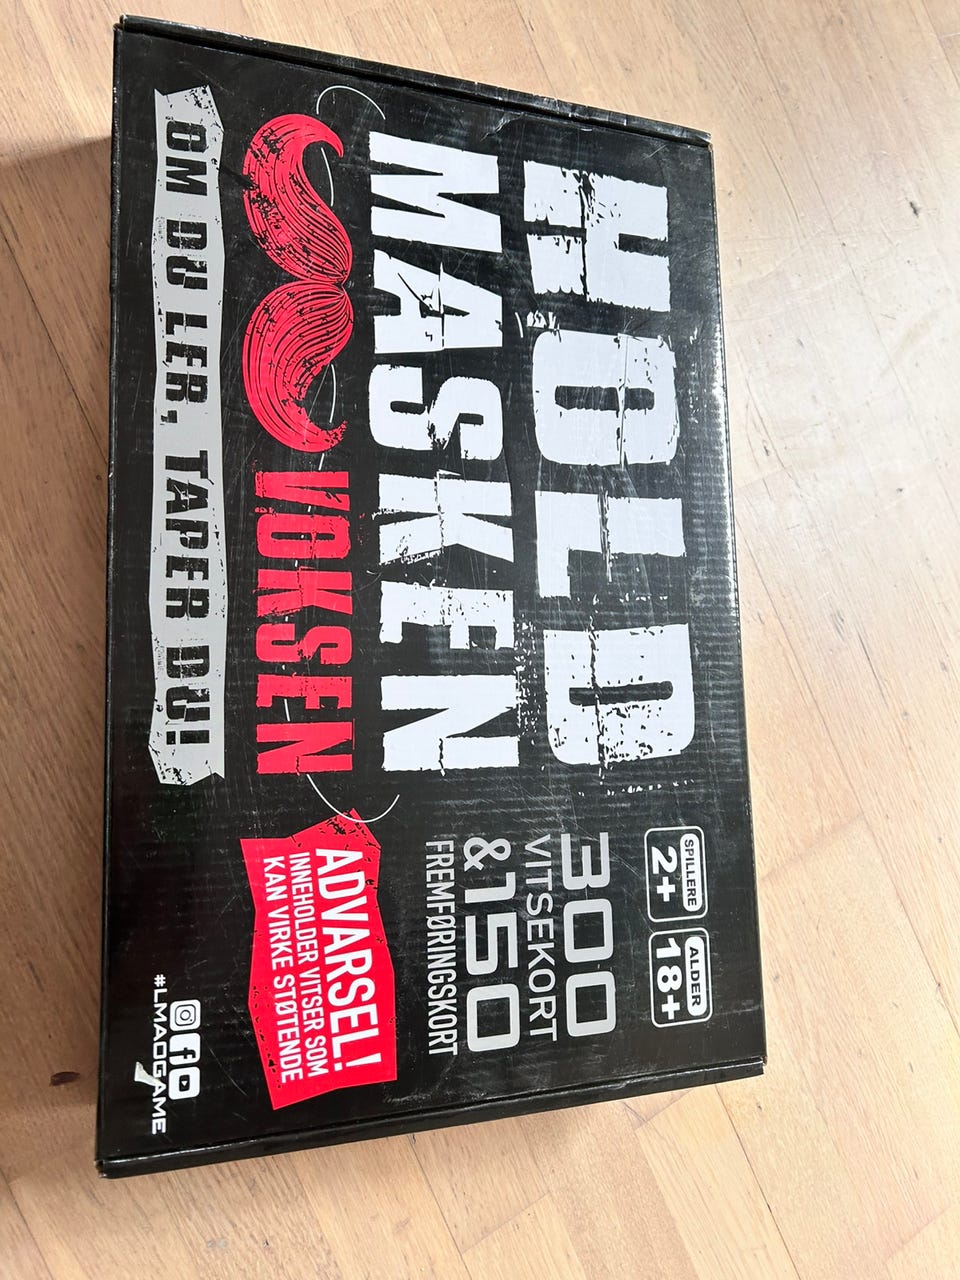 HOLD
MASKEN
VOKSEN
OM DU LER, TAPER DU!
SPILLERE
2+
ALDER
18+
300
VITSEKORT
&150
FREMFØRINGSKORT
ADVARSEL!
INNEHOLDER VITSER SOM
KAN VIRKE STØTENDE
#LMAOGAME